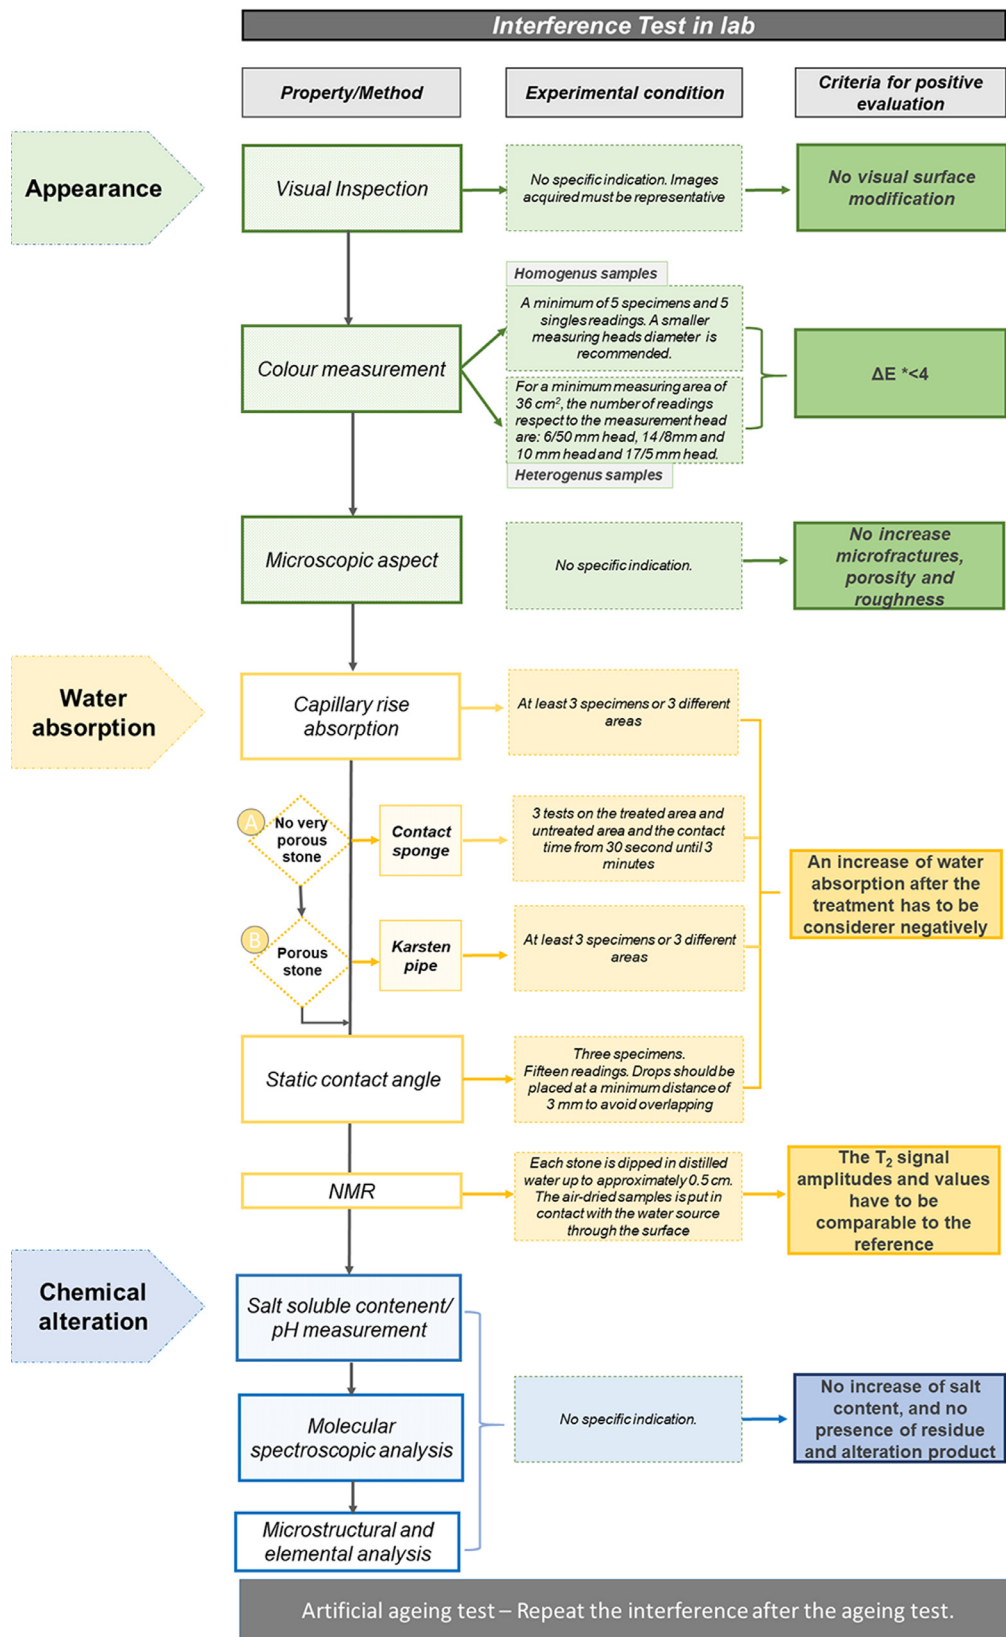 Interference Test in lab
Property/Method
Experimental condition
Criteria for positive
evaluation
Appearance
Visual Inspection
No specific indication. Images
acquired must be representative
No visual surface
modification
Homogenus samples
A minimum of 5 specimens and 5
singles readings. A smaller
measuring heads diameter is
recommended.
Colour measurement
For a minimum measuring area of
36 cm², the number of readings
respect to the measurement head
are: 6/50 mm head, 14 /8mm and
10 mm head and 17/5 mm head.
Heterogenus samples
ΔE *<4
Microscopic aspect
No specific indication.
No increase
microfractures,
porosity and
roughness
Water
absorption
Capillary rise
absorption
At least 3 specimens or 3 different
areas
A
No very
porous
stone
Contact
sponge
3 tests on the treated area and
untreated area and the contact
time from 30 second until 3
minutes
B
Porous
stone
Karsten
pipe
At least 3 specimens or 3 different
areas
An increase of water
absorption after the
treatment has to be
considerer negatively
Static contact angle
Three specimens.
Fifteen readings. Drops should be
placed at a minimum distance of
3 mm to avoid overlapping
NMR
Each stone is dipped in distilled
water up to approximately 0.5 cm.
The air-dried samples is put in
contact with the water source
through the surface
The T₂ signal
amplitudes and values
have to be
comparable to the
reference
Chemical
alteration
Salt soluble contenent/
pH measurement
Molecular
spectroscopic analysis
Microstructural and
elemental analysis
No specific indication.
No increase of salt
content, and no
presence of residue
and alteration product
Artificial ageing test – Repeat the interference after the ageing test.